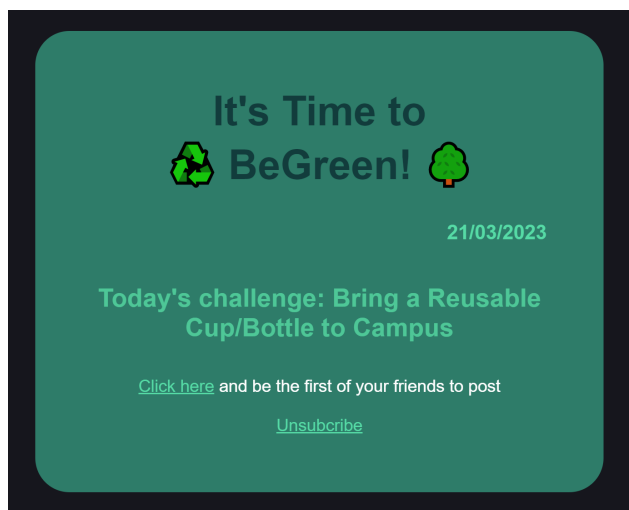 It's Time to
BeGreen!
21/03/2023
Today's challenge: Bring a Reusable
Cup/Bottle to Campus
Click here and be the first of your friends to post
Unsubcribe